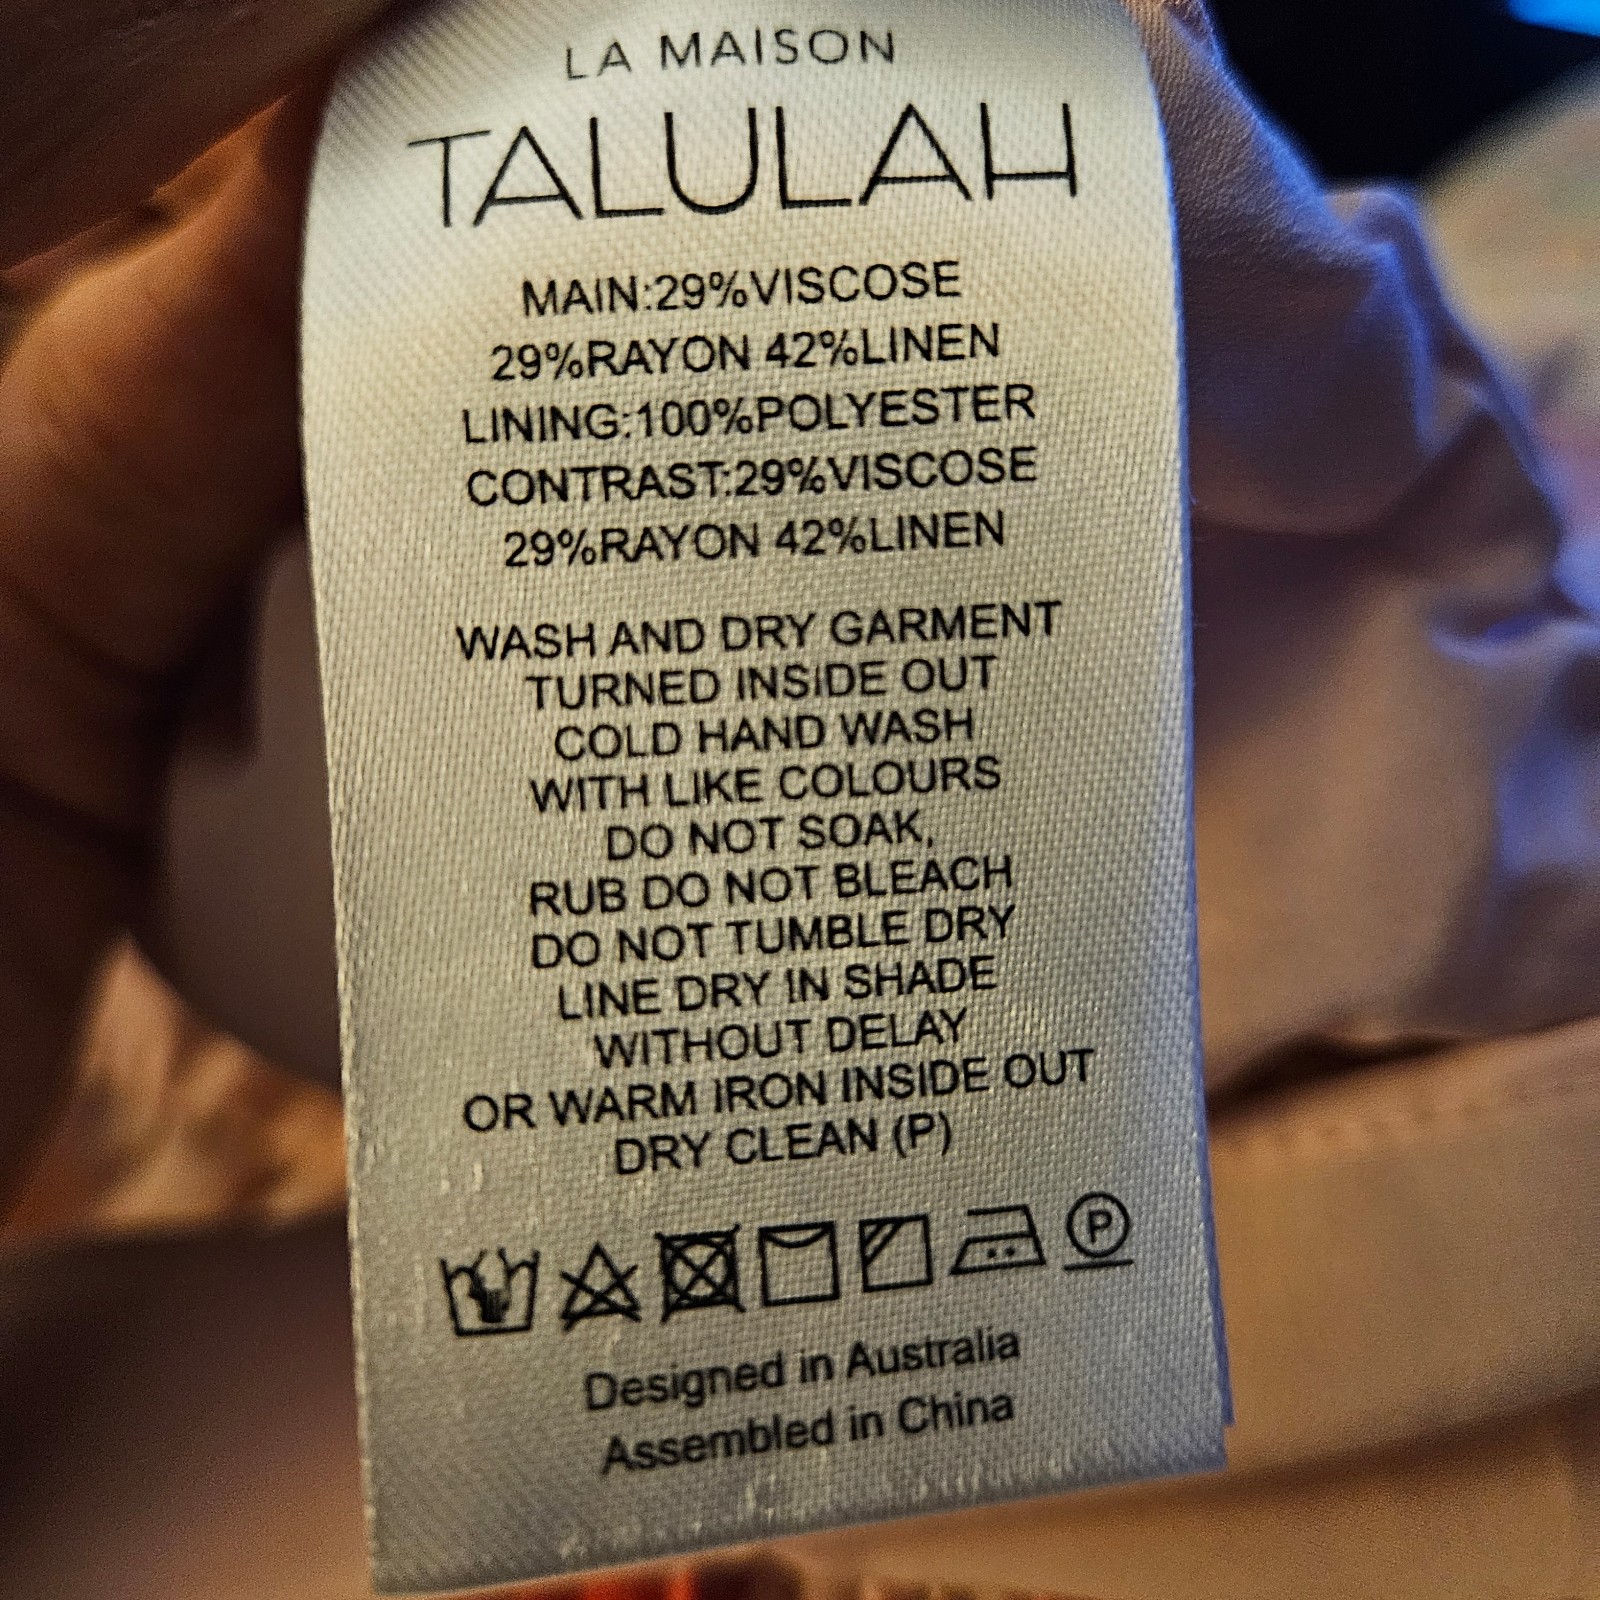 LA MAISON
TALULAH
MAIN:29%VISCOSE
29%RAYON 42%LINEN
LINING:100%POLYESTER
CONTRAST:29%VISCOSE
29%RAYON 42%LINEN
WASH AND DRY GARMENT
TURNED INSIDE OUT
COLD HAND WASH
WITH LIKE COLOURS
DO NOT SOAK,
RUB DO NOT BLEACH
DO NOT TUMBLE DRY
LINE DRY IN SHADE
WITHOUT DELAY
OR WARM IRON INSIDE OUT
DRY CLEAN (P)
P
Designed in Australia
Assembled in China